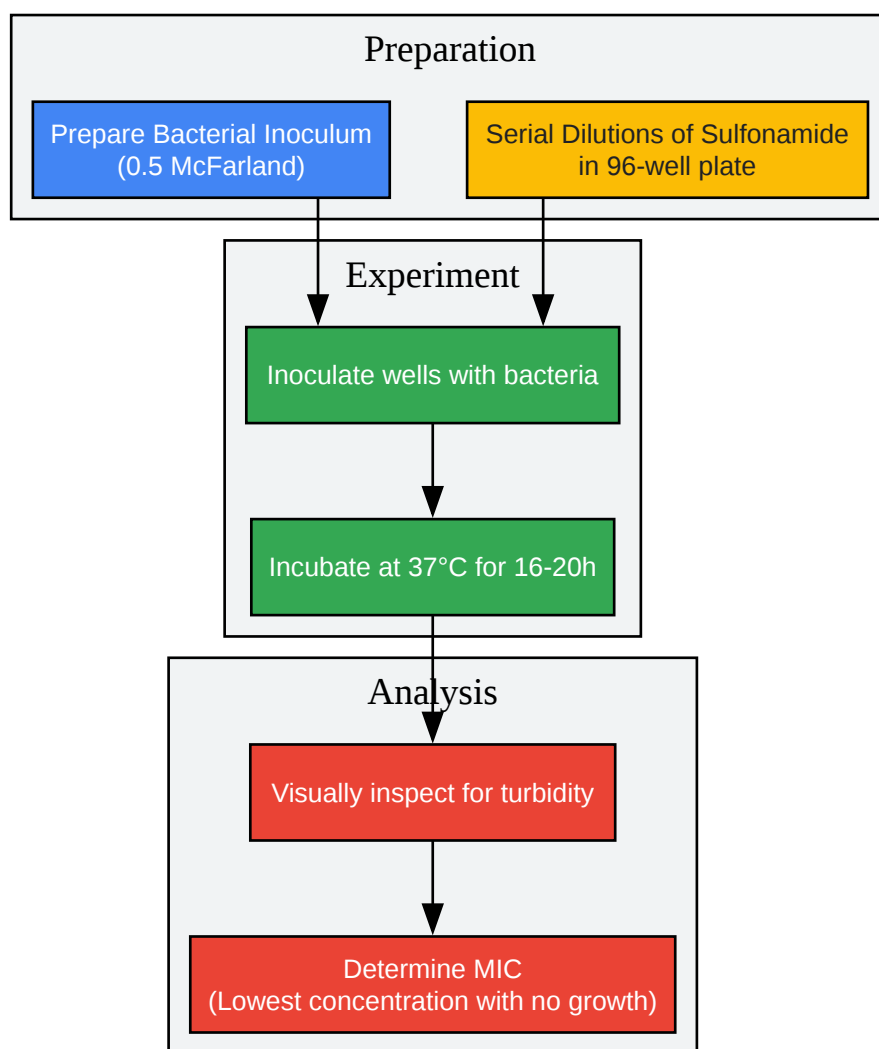 Preparation
Prepare Bacterial Inoculum
(0.5 McFarland)
Serial Dilutions of Sulfonamide
in 96-well plate
Experiment
Inoculate wells with bacteria
Incubate at 37°C for 16-20h
Analysis
Visually inspect for turbidity
Determine MIC
(Lowest concentration with no growth)